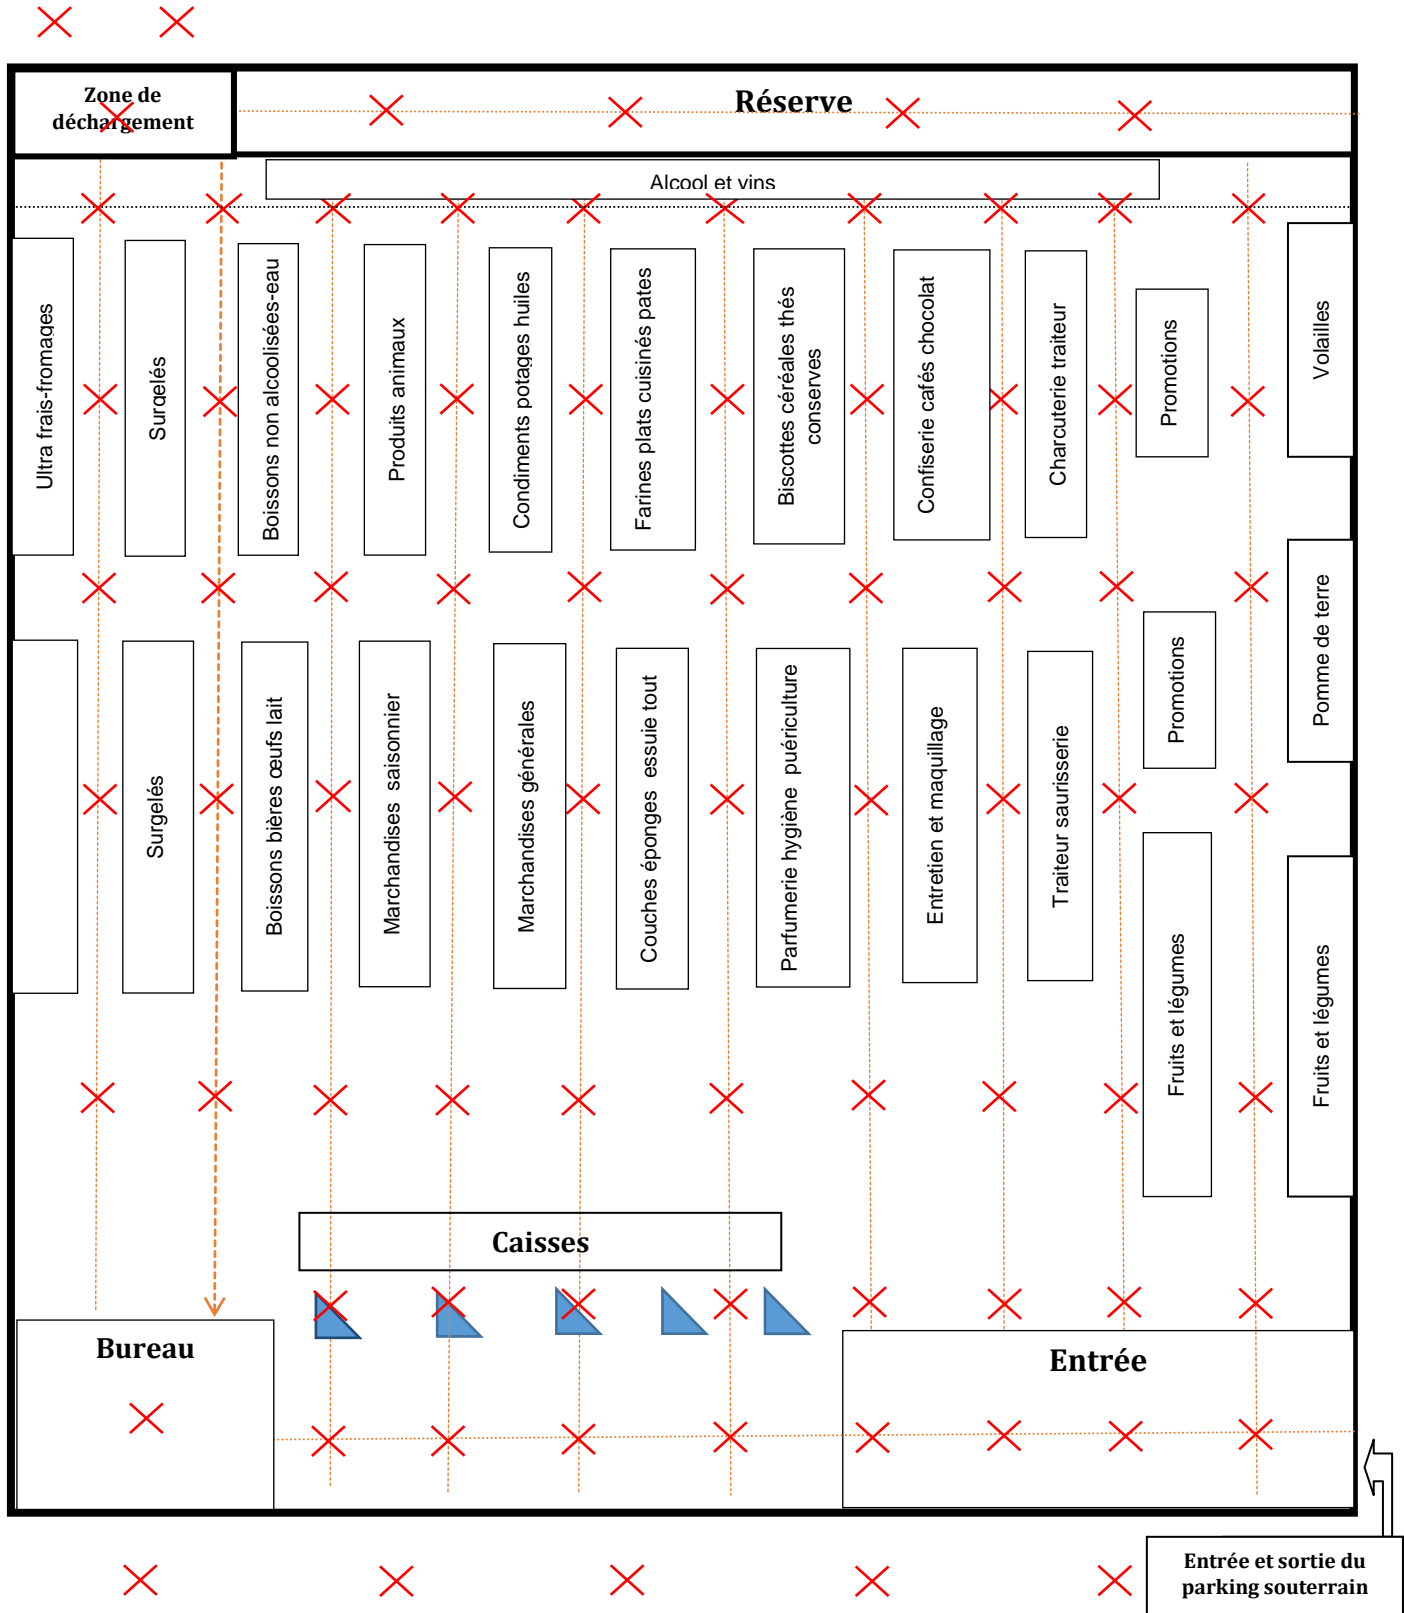 Zone de
déchargement
Réserve
Alcool et vins
Ultra frais-fromages
Surgelés
Boissons non alcoolisées-eau
Produits animaux
Condiments potages huiles
Farines plats cuisinés pates
Biscottes céréales thés
conserves
Confiserie cafés chocolat
Charcuterie traiteur
Promotions
Volailles
Pomme de terre
Surgelés
Boissons bières œufs lait
Marchandises saisonnier
Marchandises générales
Couches éponges essuie tout
Parfumerie hygiène puériculture
Entretien et maquillage
Traiteur saurisserie
Promotions
Fruits et légumes
Fruits et légumes
Caisses
Bureau
Entrée
Entrée et sortie du
parking souterrain